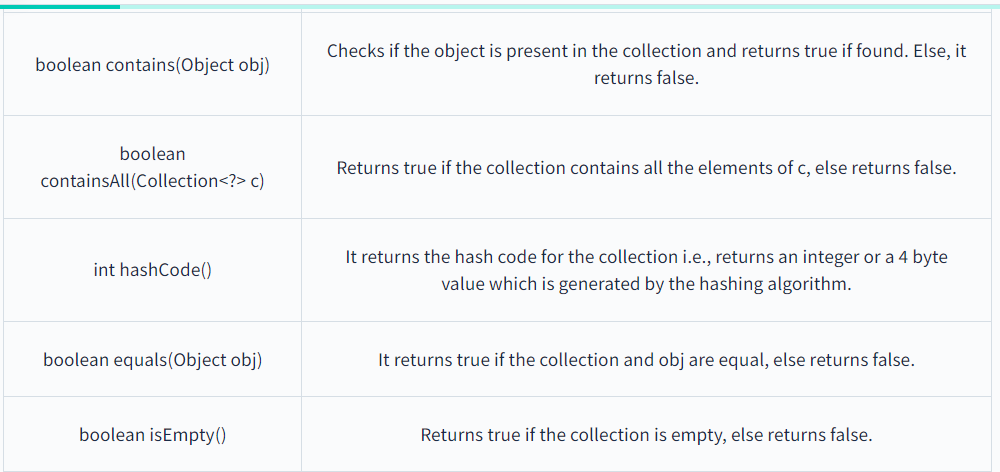 boolean contains(Object obj)
Checks if the object is present in the collection and returns true if found. Else, it
returns false.
boolean
containsAll(Collection<?> c)
Returns true if the collection contains all the elements of c, else returns false.
int hashCode()
It returns the hash code for the collection i.e., returns an integer or a 4 byte
value which is generated by the hashing algorithm.
boolean equals(Object obj)
It returns true if the collection and obj are equal, else returns false.
boolean isEmpty()
Returns true if the collection is empty, else returns false.